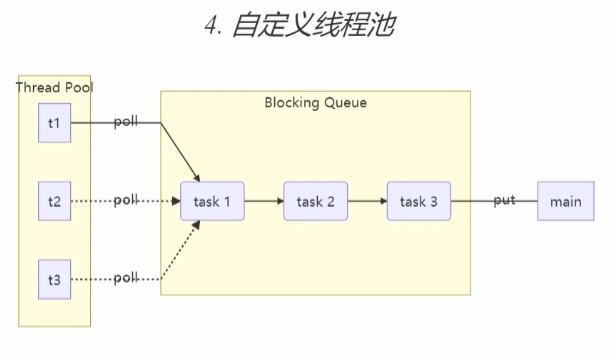 4. 自定义线程池
Thread Pool
Blocking Queue
t1
poll
t2
poll
task 1
task 2
task 3
put
main
t3
poll